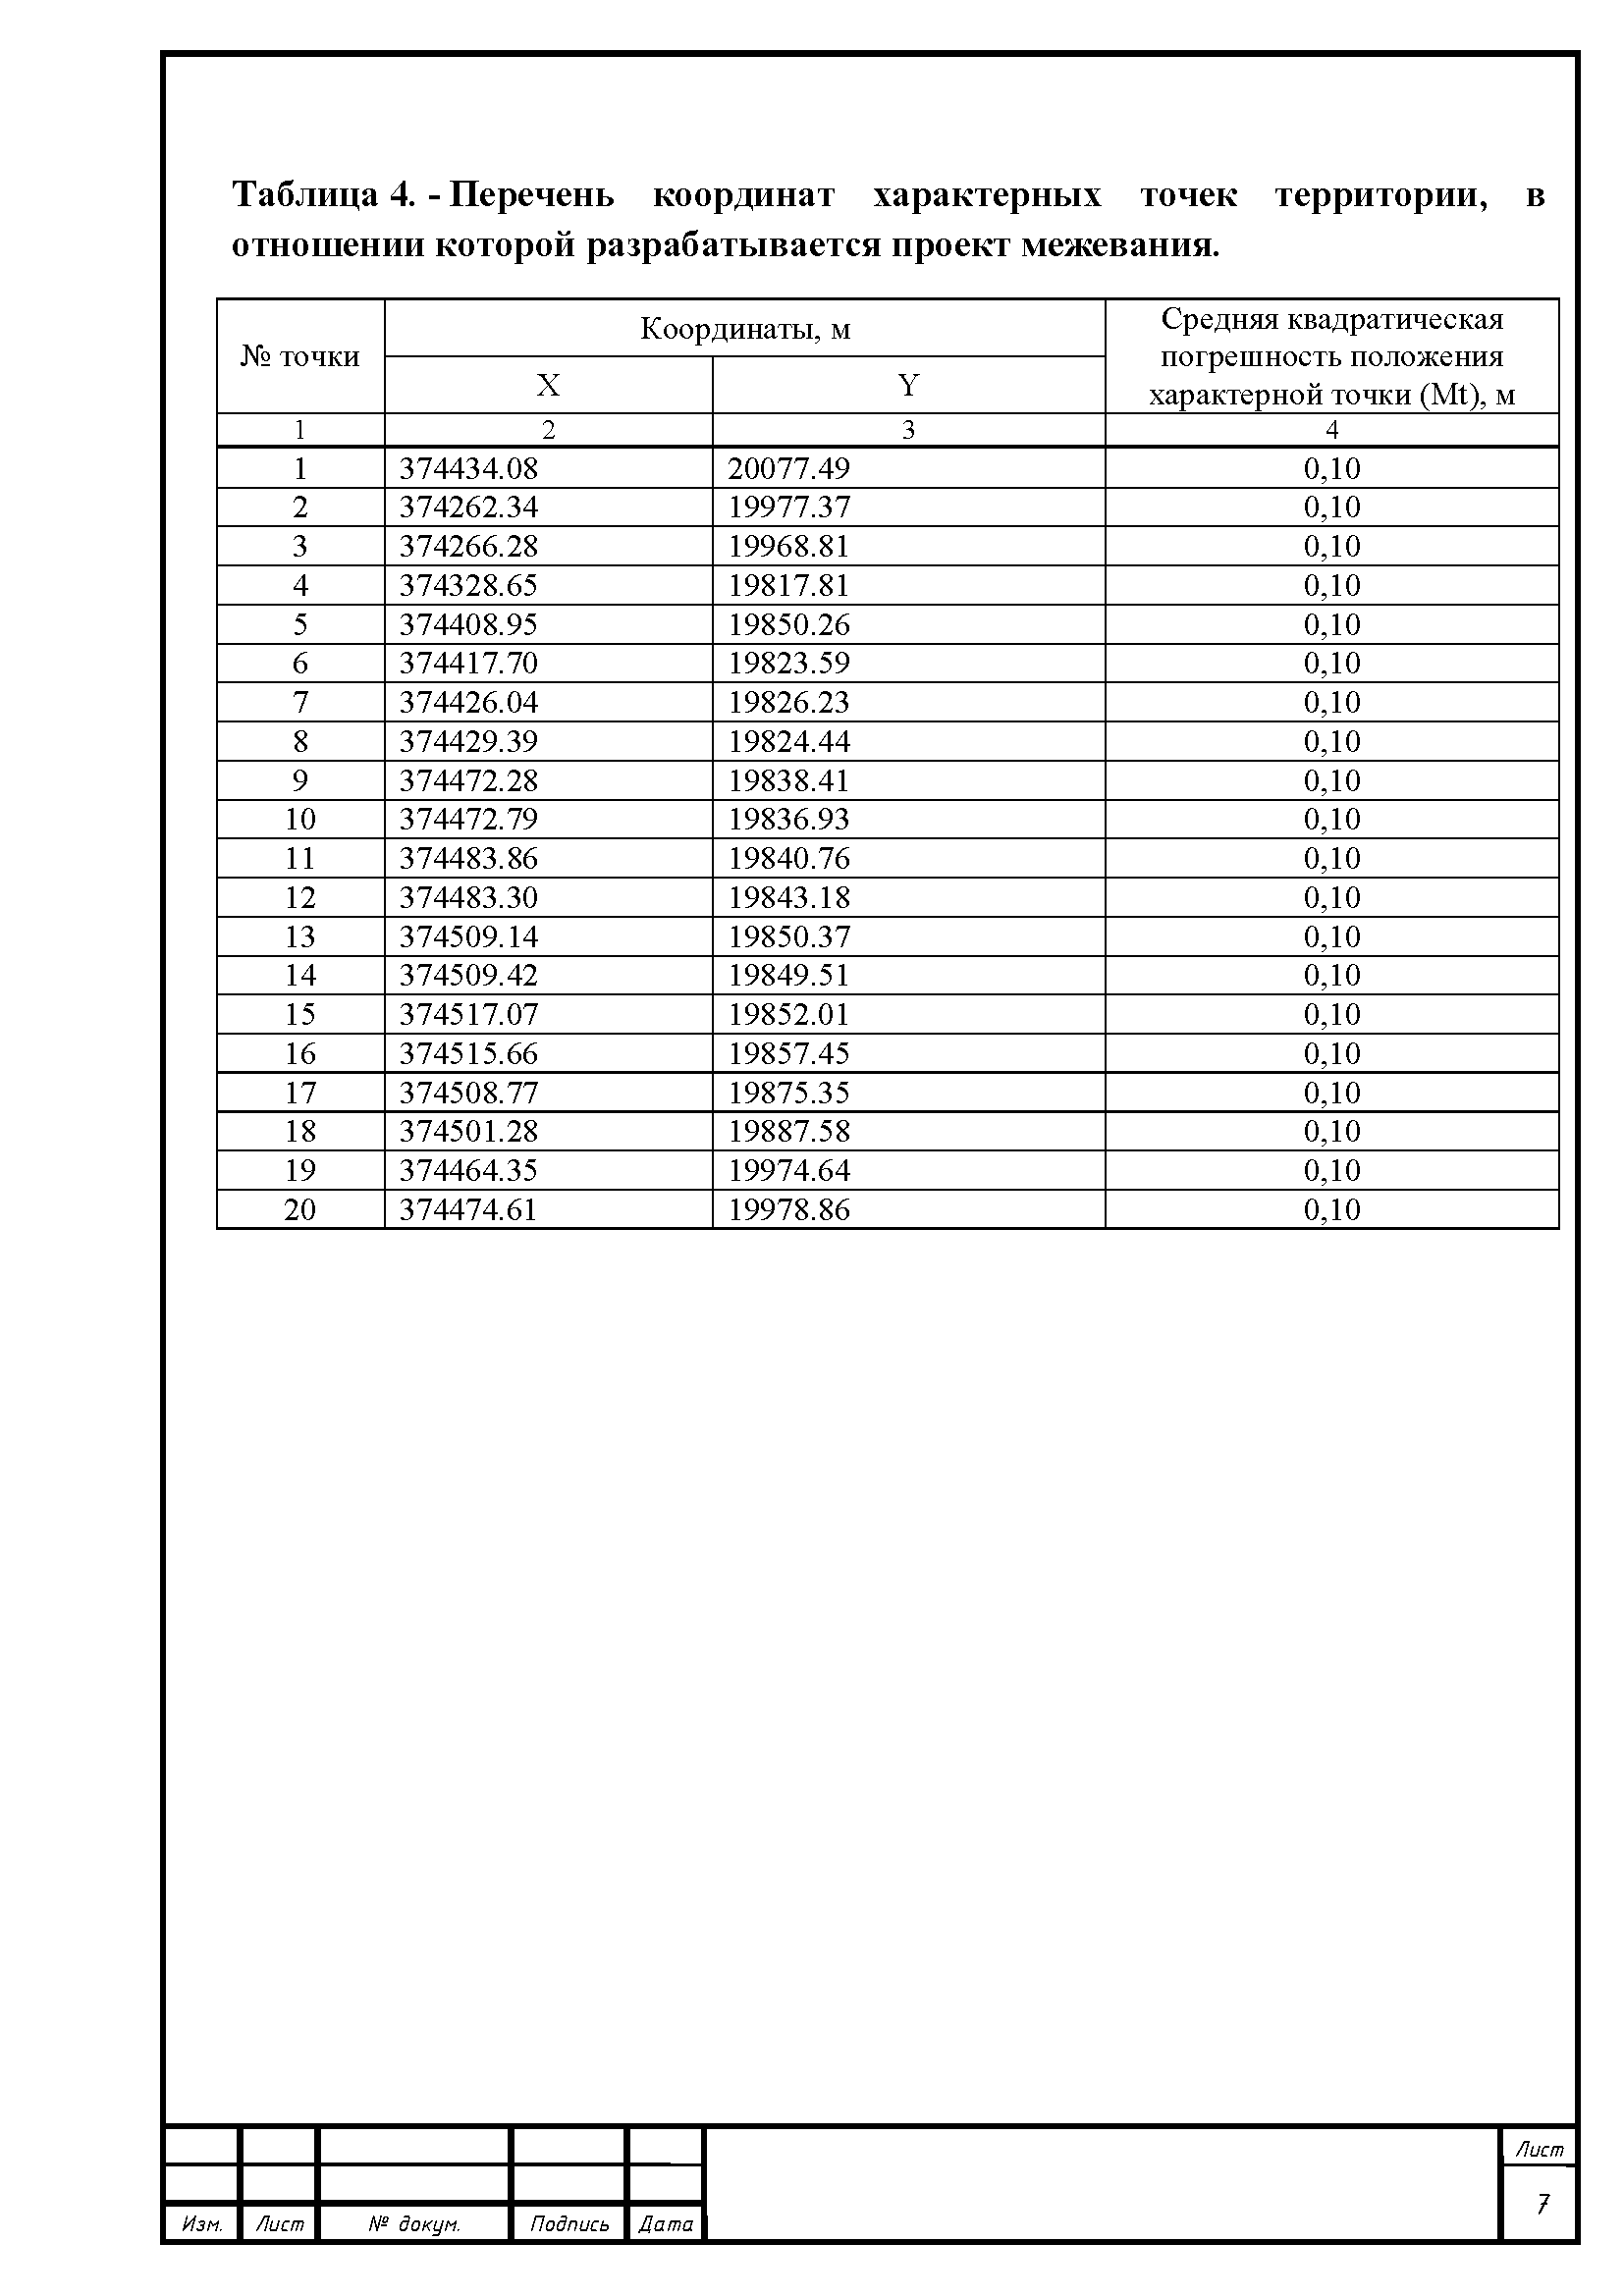 Таблица 4. - Перечень координат характерных точек территории, в
отношении которой разрабатывается проект межевания.
№ точки
Координаты, м
Средняя квадратическая
погрешность положения
характерной точки (Mt), м
X Y
1 2 3 4
1 374434.08 20077.49 0,10
2 374262.34 19977.37 0,10
3 374266.28 19968.81 0,10
4 374328.65 19817.81 0,10
5 374408.95 19850.26 0,10
6 374417.70 19823.59 0,10
7 374426.04 19826.23 0,10
8 374429.39 19824.44 0,10
9 374472.28 19838.41 0,10
10 374472.79 19836.93 0,10
11 374483.86 19840.76 0,10
12 374483.30 19843.18 0,10
13 374509.14 19850.37 0,10
14 374509.42 19849.51 0,10
15 374517.07 19852.01 0,10
16 374515.66 19857.45 0,10
17 374508.77 19875.35 0,10
18 374501.28 19887.58 0,10
19 374464.35 19974.64 0,10
20 374474.61 19978.86 0,10
Лист
7
Изм. Лист № докум. Подпись Дата